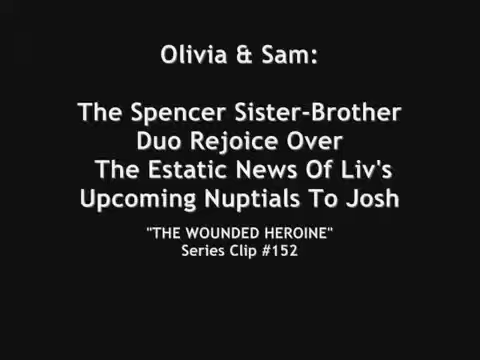 Olivia & Sam:
The Spencer Sister-Brother
Duo Rejoice Over
The Estatic News Of Liv's
Upcoming Nuptials To Josh
"THE WOUNDED HEROINE"
Series Clip #152